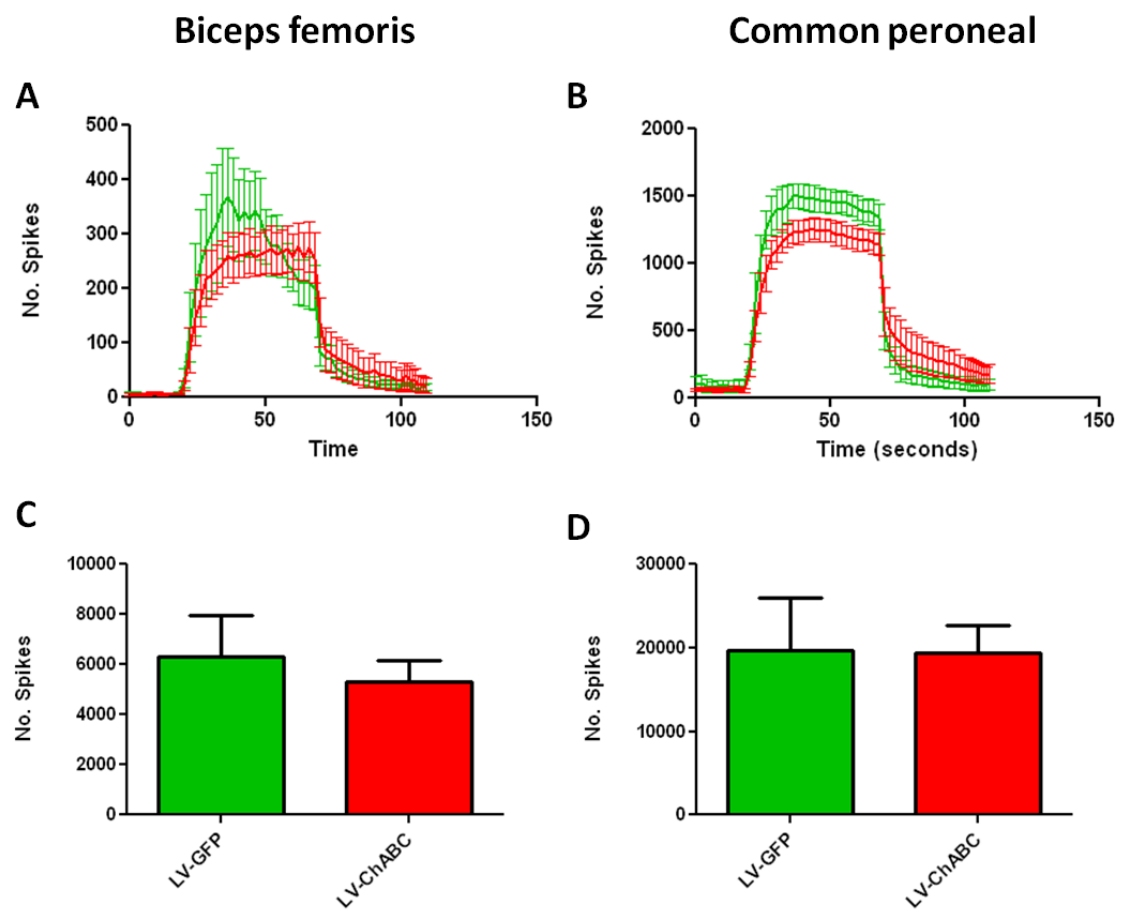 Biceps femoris
Common peroneal
A
500
400
300
200
100
0
No. Spikes
0 50 100 150
Time
B
2000
1500
1000
500
0
No. Spikes
0 50 100 150
Time (seconds)
C
10000
8000
6000
4000
2000
0
No. Spikes
LV-GFP
LV-ChABC
D
30000
20000
10000
0
No. Spikes
LV-GFP
LV-ChABC